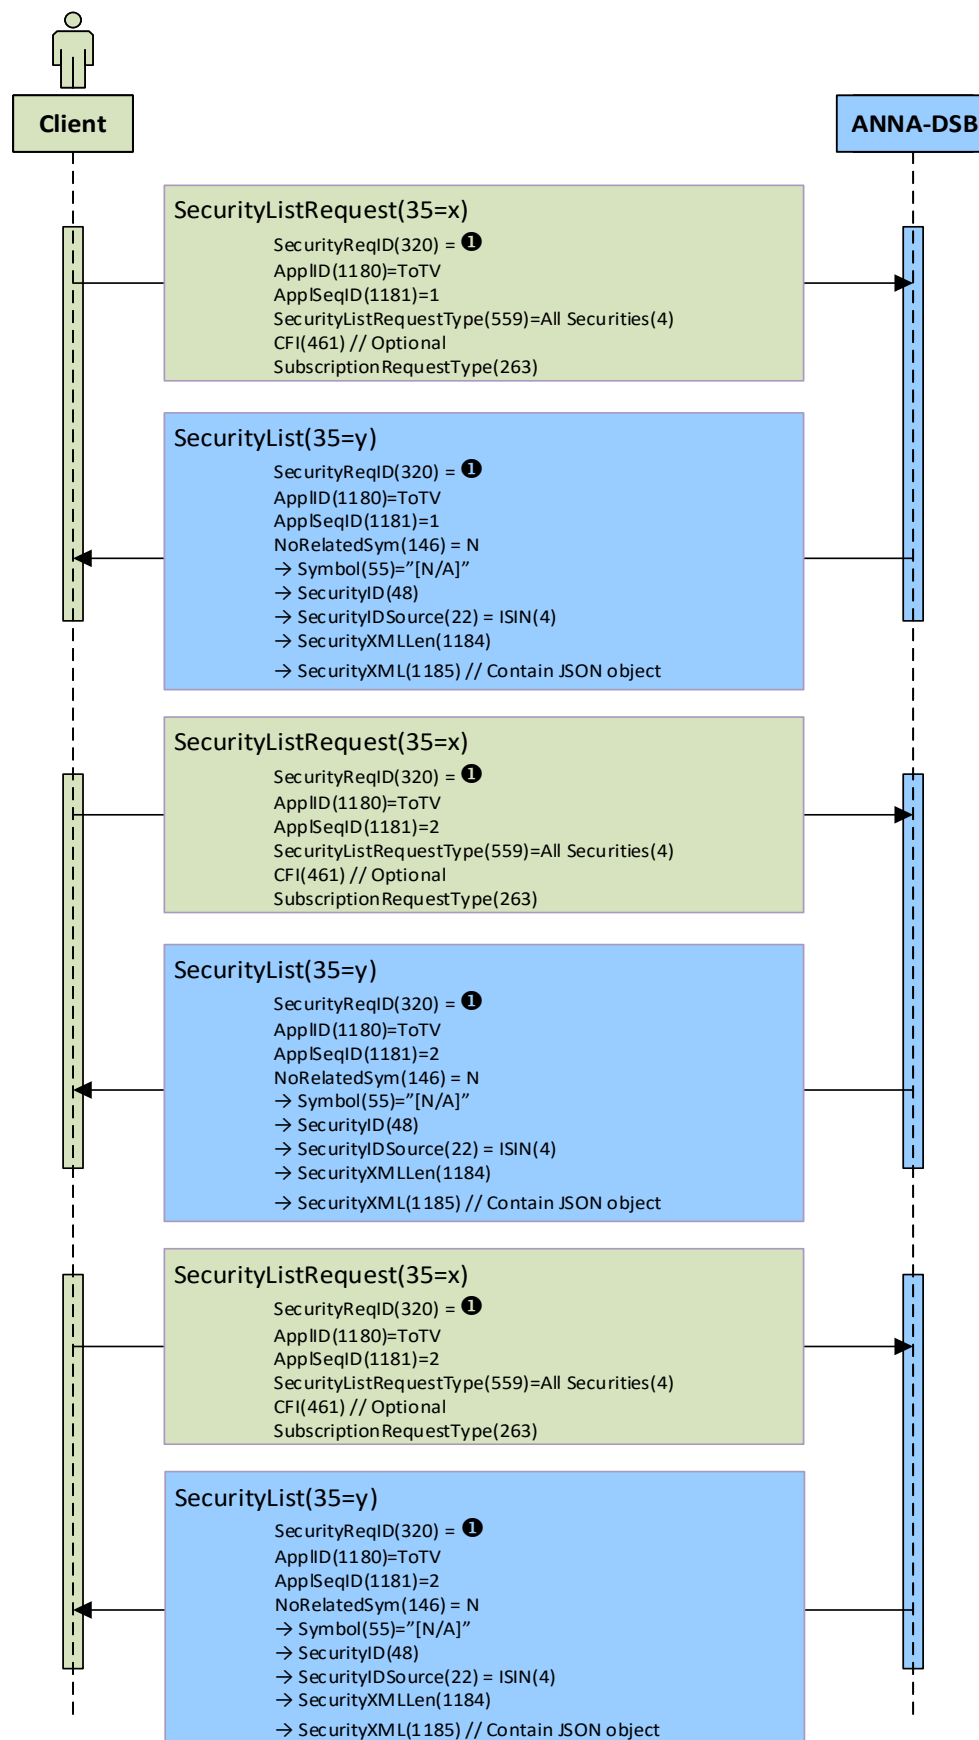 Client
ANNA-DSB
SecurityListRequest(35=x)
SecurityReqID(320) = ❶
ApplID(1180)=ToTV
ApplSeqID(1181)=1
SecurityListRequestType(559)=All Securities(4)
CFI(461) // Optional
SubscriptionRequestType(263)
SecurityList(35=y)
SecurityReqID(320) = ❶
ApplID(1180)=ToTV
ApplSeqID(1181)=1
NoRelatedSym(146) = N
→ Symbol(55)=”[N/A]”
→ SecurityID(48)
→ SecurityIDSource(22) = ISIN(4)
→ SecurityXMLLen(1184)
→ SecurityXML(1185) // Contain JSON object
SecurityListRequest(35=x)
SecurityReqID(320) = ❶
ApplID(1180)=ToTV
ApplSeqID(1181)=2
SecurityListRequestType(559)=All Securities(4)
CFI(461) // Optional
SubscriptionRequestType(263)
SecurityList(35=y)
SecurityReqID(320) = ❶
ApplID(1180)=ToTV
ApplSeqID(1181)=2
NoRelatedSym(146) = N
→ Symbol(55)=”[N/A]”
→ SecurityID(48)
→ SecurityIDSource(22) = ISIN(4)
→ SecurityXMLLen(1184)
→ SecurityXML(1185) // Contain JSON object
SecurityListRequest(35=x)
SecurityReqID(320) = ❶
ApplID(1180)=ToTV
ApplSeqID(1181)=2
SecurityListRequestType(559)=All Securities(4)
CFI(461) // Optional
SubscriptionRequestType(263)
SecurityList(35=y)
SecurityReqID(320) = ❶
ApplID(1180)=ToTV
ApplSeqID(1181)=2
NoRelatedSym(146) = N
→ Symbol(55)=”[N/A]”
→ SecurityID(48)
→ SecurityIDSource(22) = ISIN(4)
→ SecurityXMLLen(1184)
→ SecurityXML(1185) // Contain JSON object